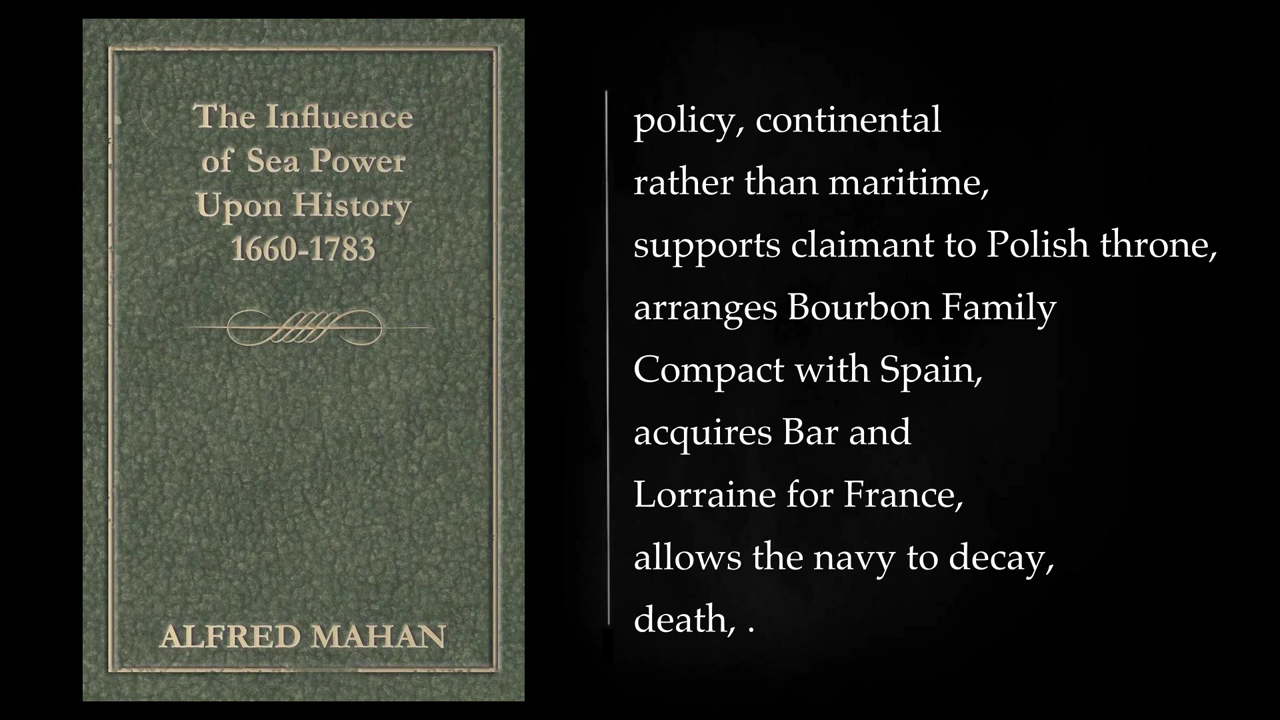 The Influence
of Sea Power
Upon History
1660-1783
ALFRED MAHAN
policy, continental
rather than maritime,
supports claimant to Polish throne,
arranges Bourbon Family
Compact with Spain,
acquires Bar and
Lorraine for France,
allows the navy to decay,
death, .